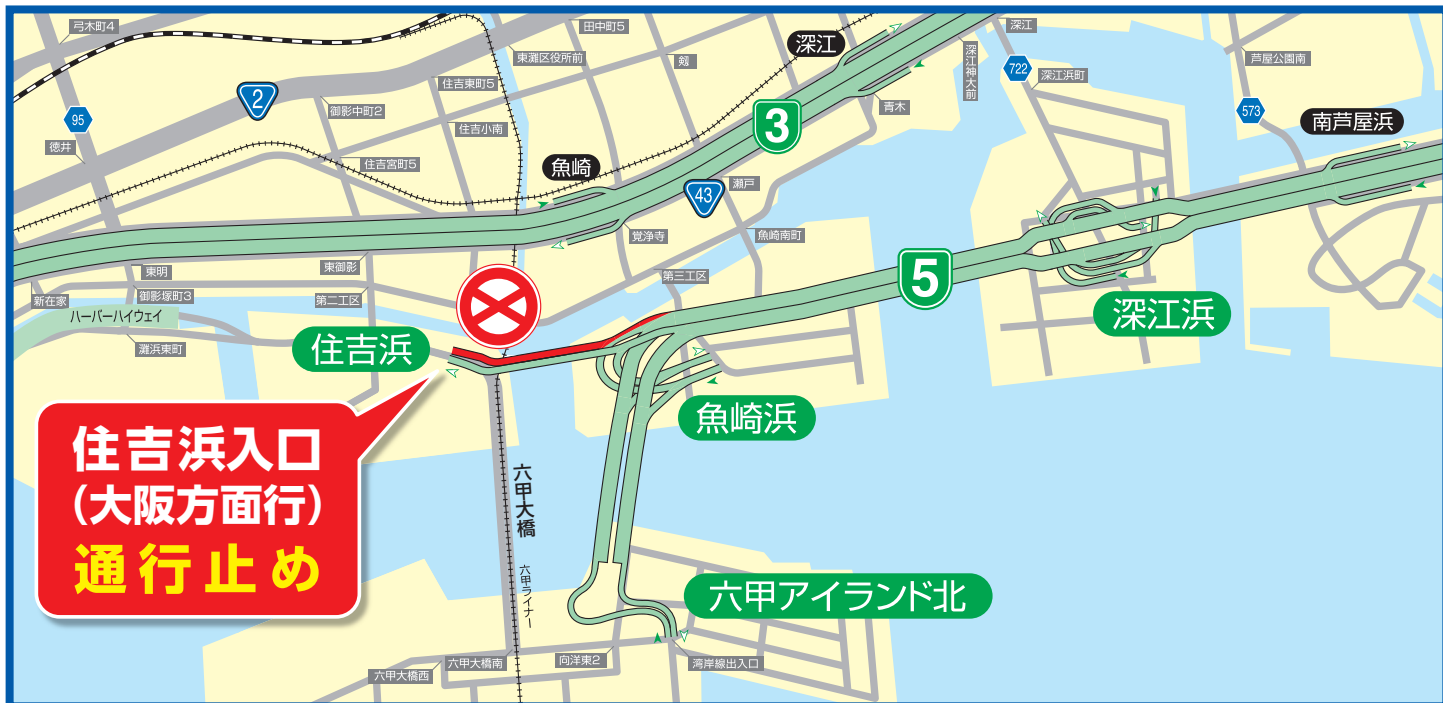 弓木町4
田中町5
深江
深江
東灘区役所前
剱
深江神大前
芦屋公園南
2
住吉東町5
722
深江浜町
95
御影中町2
青木
573
南芦屋浜
3
徳井
住吉小南
住吉宮町5
魚崎
瀬戸
43
覚浄寺
魚崎南町
東明
東御影
第三工区
5
新在家
御影塚町3
第二工区
ハーバーハイウェイ
深江浜
灘浜東町
住吉浜
魚崎浜
住吉浜入口
(大阪方面行)
通行止め
六甲大橋
六甲ライナー
六甲アイランド北
六甲大橋西
六甲大橋南
向洋東2
湾岸線出入口